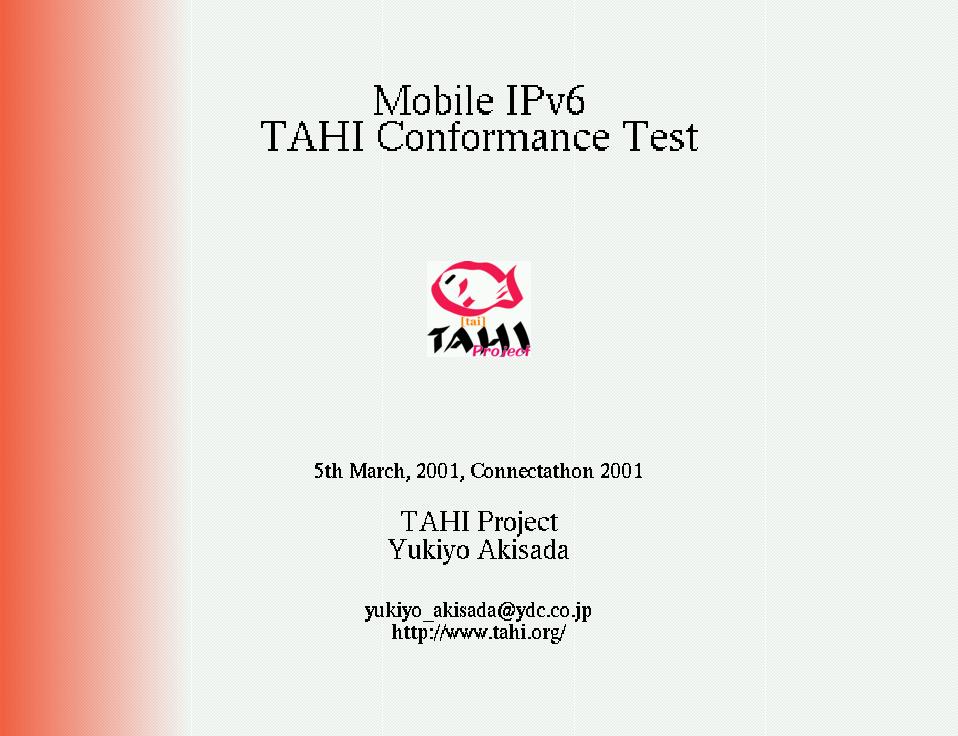 Mobile IPv6
TAHI Conformance Test
[tai]
TAHI
Project
5th March, 2001, Connectathon 2001
TAHI Project
Yukiyo Akisada
yukiyo_akisada@ydc.co.jp
http://www.tahi.org/